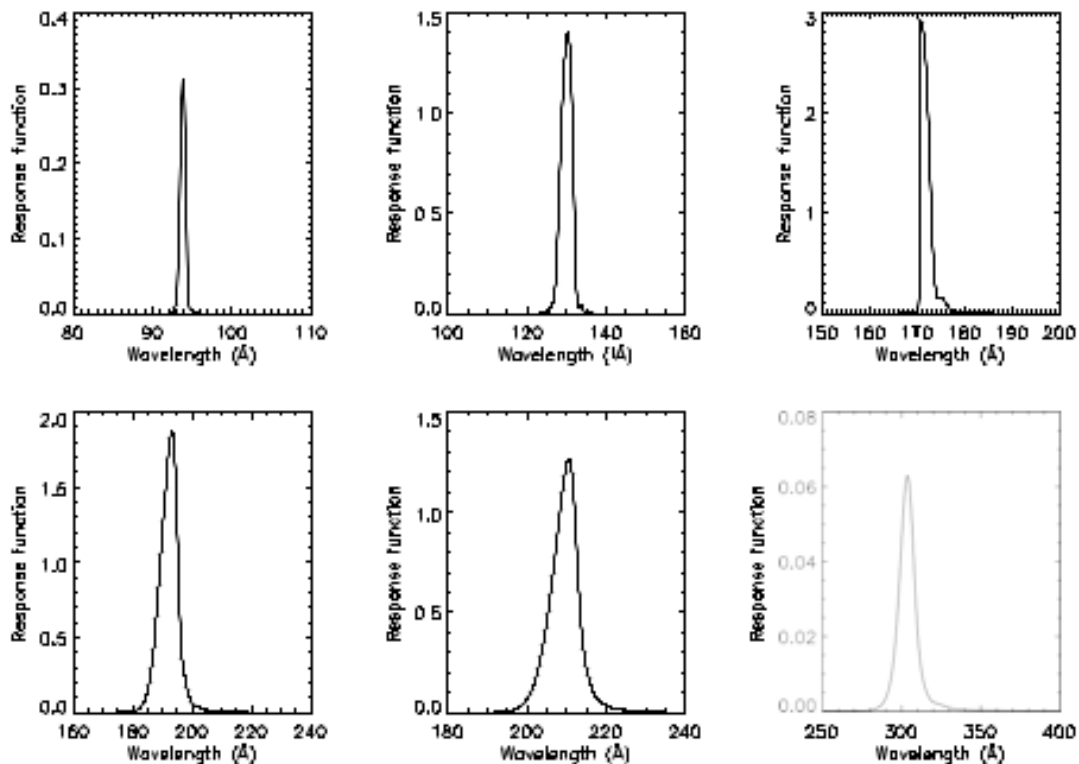 0.4
0.3
0.2
0.1
0.0
Response function
80 90 100 110
Wavelength (Å)
1.5
1.0
0.5
0.0
Response function
100 120 140 160
Wavelength (Å)
3
2
1
0
Response function
150 160 170 180 190 200
Wavelength (Å)
2.0
1.5
1.0
0.5
0.0
Response function
160 180 200 220 240
Wavelength (Å)
1.5
1.0
0.5
0.0
Response function
180 200 220 240
Wavelength (Å)
0.08
0.06
0.04
0.02
0.00
Response function
250 300 350 400
Wavelength (Å)